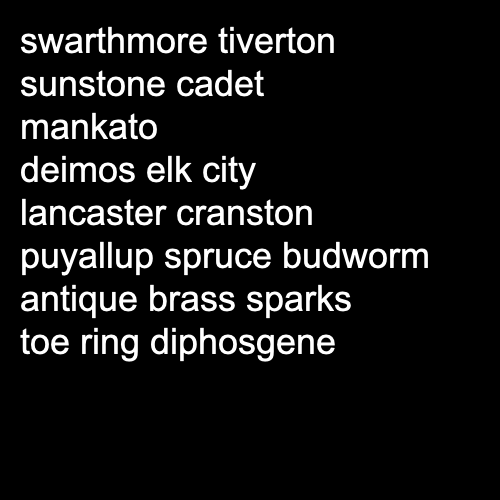 swarthmore tiverton
sunstone cadet
mankato
deimos elk city
lancaster cranston
puyallup spruce budworm
antique brass sparks
toe ring diphosgene